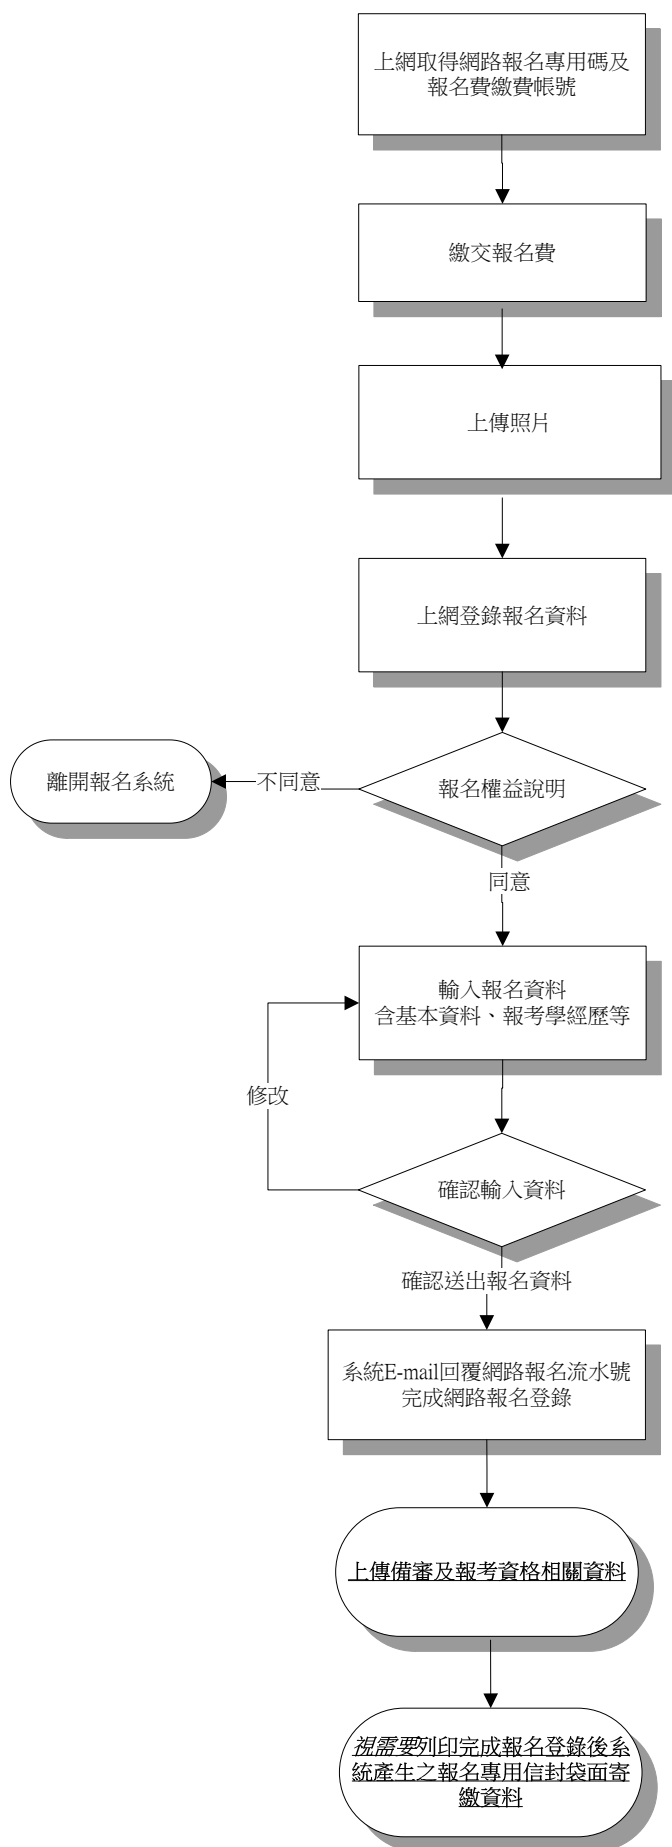 上網取得網路報名專用碼及
報名費繳費帳號
繳交報名費
上傳照片
上網登錄報名資料
離開報名系統
不同意
報名權益說明
同意
輸入報名資料
含基本資料、報考學經歷等
修改
確認輸入資料
確認送出報名資料
系統E-mail回覆網路報名流水號
完成網路報名登錄
上傳備審及報考資格相關資料
視需要列印完成報名登錄後系
統產生之報名專用信封袋面寄
繳資料